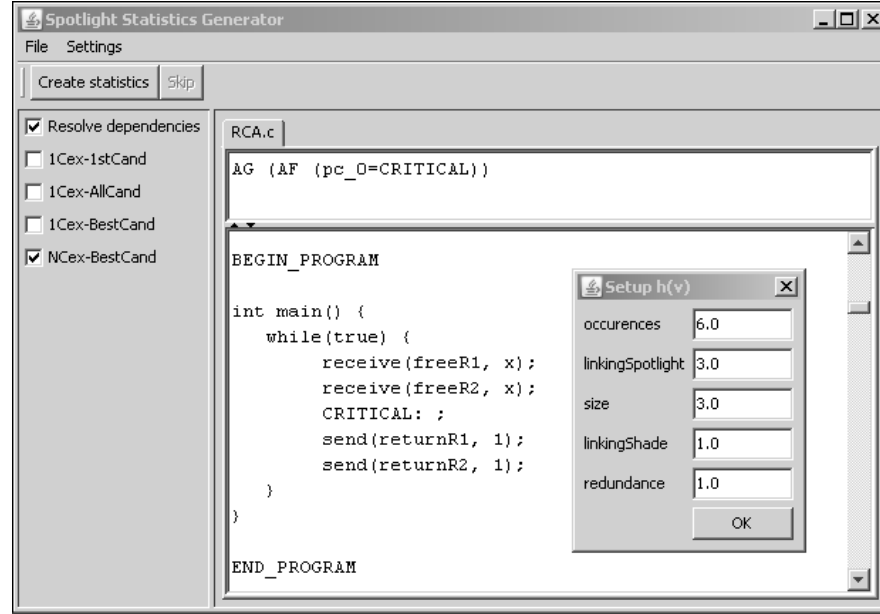 Spotlight Statistics Generator
File Settings
Create statistics Skip
Resolve dependencies
1Cex-1stCand
1Cex-AllCand
1Cex-BestCand
NCex-BestCand
RCA.c
AG (AF (pc_0=CRITICAL))
BEGIN_PROGRAM
int main() {
while(true) {
receive(freeR1, x);
receive(freeR2, x);
CRITICAL: ;
send(returnR1, 1);
send(returnR2, 1);
}
}
END_PROGRAM
Setup h(v)
occurences 6.0
linkingSpotlight 3.0
size 3.0
linkingShade 1.0
redundance 1.0
OK